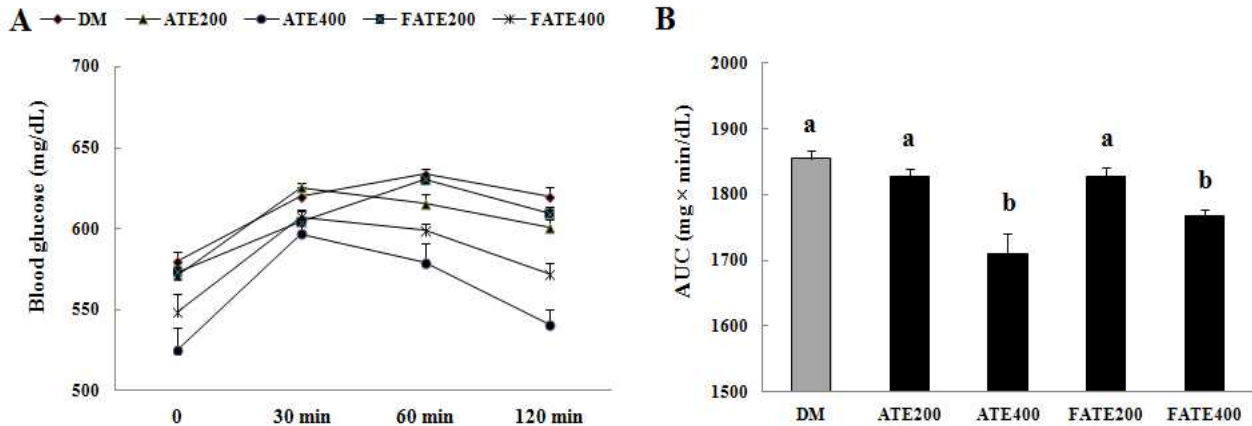 A
DM ATE200 ATE400 FATE200 FATE400
Blood glucose (mg/dL)
700
650
600
550
500
0 30 min 60 min 120 min
B
AUC (mg × min/dL)
2000
1900
1800
1700
1600
1500
a a b a b
DM ATE200 ATE400 FATE200 FATE400